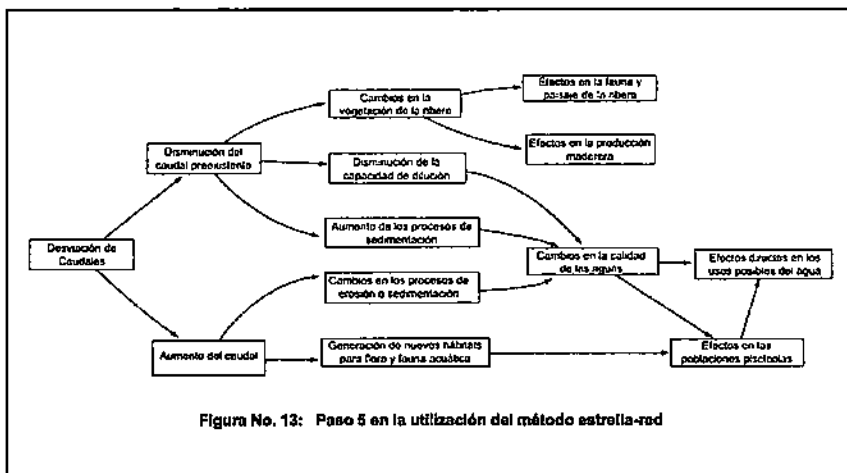 Efectos en la fauna y
paisaje de la ribera
Cambios en la
vegetación de la ribera
Efectos en la producción
maderera
Disminución del
caudal preexistente
Disminución de la
capacidad de dilución
Aumento de los procesos de
sedimentación
Desviación de
Caudales
Cambios en la calidad
de las aguas
Efectos directos en los
usos posibles del agua
Cambios en los procesos de
erosión o sedimentación
Aumento del caudal
Generación de nuevos hábitats
para flora y fauna acuática
Efectos en las
poblaciones piscícolas
Figura No. 13: Paso 5 en la utilización del método estrella-red